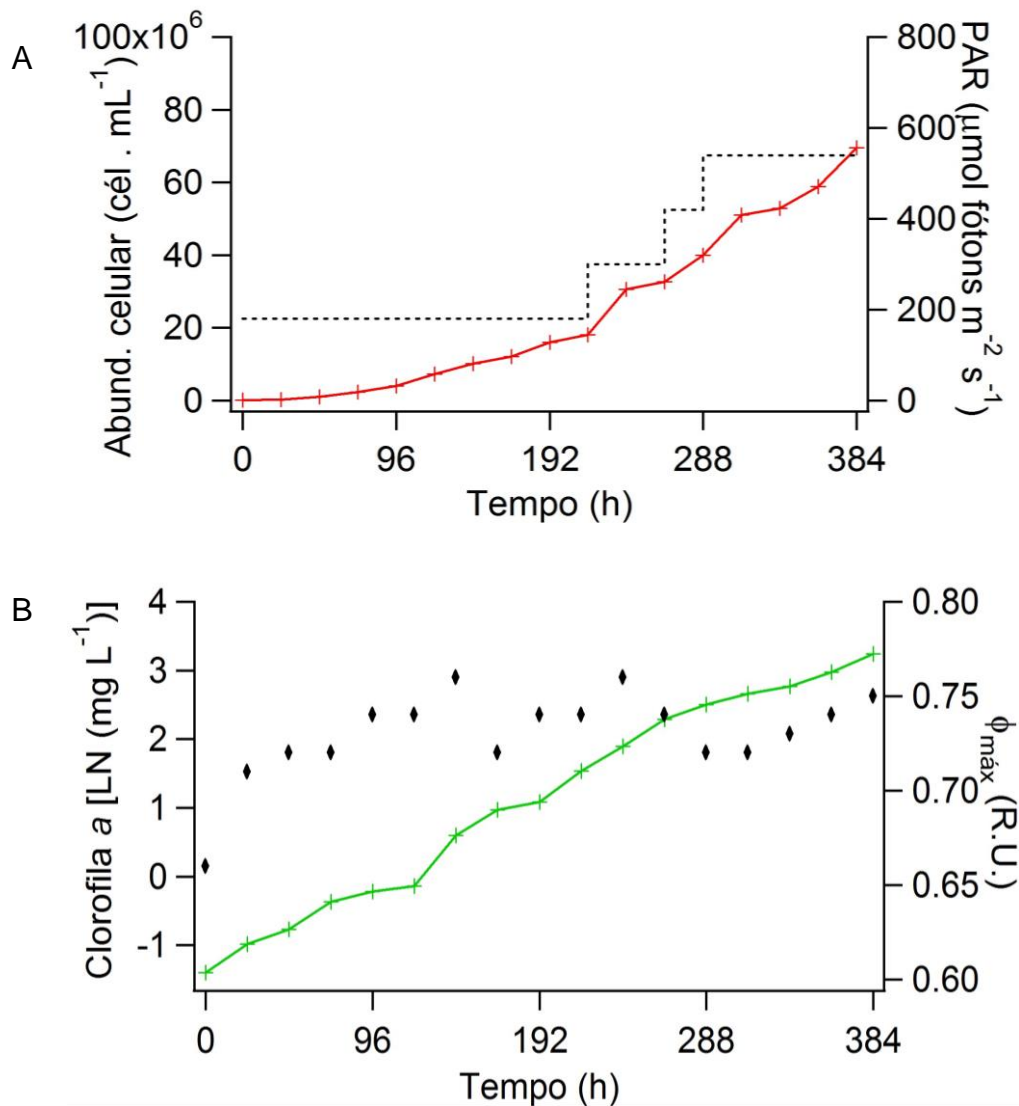 A
Abund. celular (cél . mL⁻¹)
100x10⁶
80
60
40
20
0
800
600
400
200
0
PAR (μmol fótons m⁻² s⁻¹)
0 96 192 288 384
Tempo (h)
B
Clorofila a [LN (mg L⁻¹)]
4
3
2
1
0
-1
0.80
0.75
0.70
0.65
0.60
ϕmáx (R.U.)
0 96 192 288 384
Tempo (h)